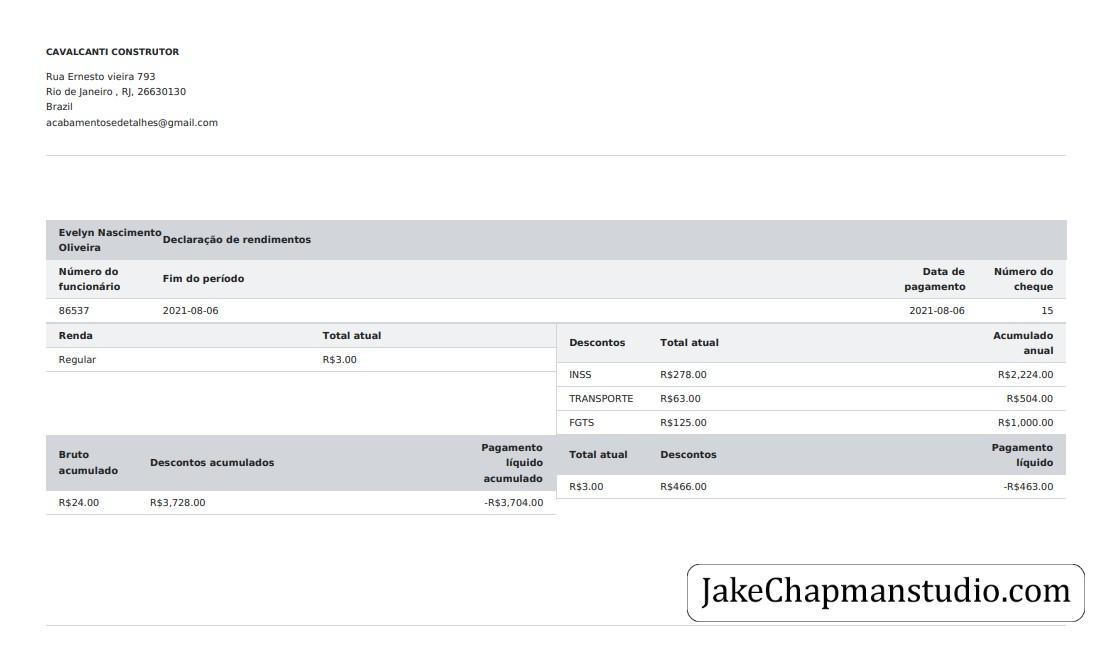 CAVALCANTI CONSTRUTOR
Rua Ernesto vieira 793
Rio de Janeiro , RJ, 26630130
Brazil
acabamentosedetalhes@gmail.com
Evelyn Nascimento
Oliveira
Declaração de rendimentos
Número do
funcionário
Fim do período
Data de
pagamento
Número do
cheque
86537 2021-08-06 2021-08-06 15
Renda Total atual
Regular R$3.00
Descontos Total atual
Acumulado
anual
INSS R$278.00 R$2,224.00
TRANSPORTE R$63.00 R$504.00
FGTS R$125.00 R$1,000.00
Bruto
acumulado
Descontos acumulados
Pagamento
líquido
acumulado
R$24.00 R$3,728.00 -R$3,704.00
Total atual Descontos
Pagamento
líquido
R$3.00 R$466.00 -R$463.00
JakeChapmanstudio.com